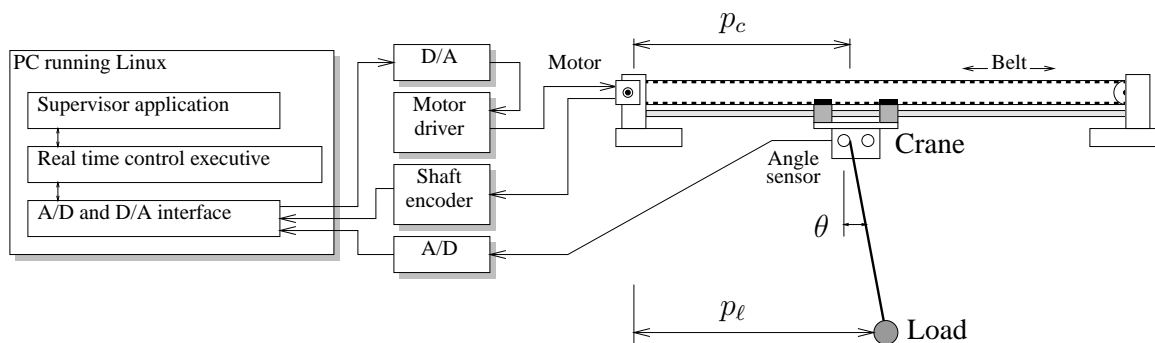 PC running Linux
Supervisor application
Real time control executive
A/D and D/A interface
D/A
Motor
driver
Shaft
encoder
A/D
Motor
p_c
Belt
Crane
Angle
sensor
θ
p_ℓ
Load